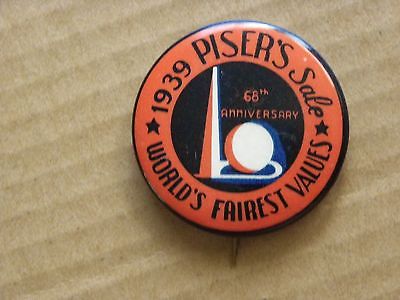 1939 PISER'S Sale
68th
ANNIVERSARY
★ WORLD'S FAIREST VALUES ★